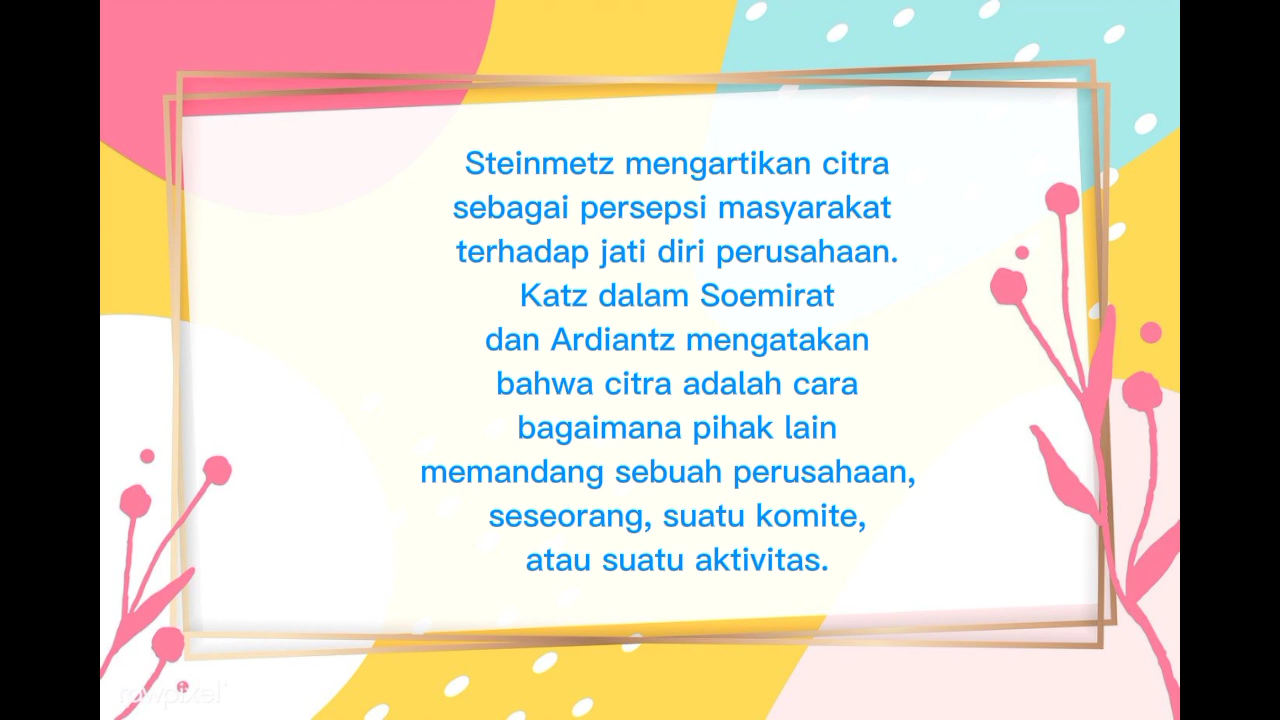 Steinmetz mengartikan citra
sebagai persepsi masyarakat
terhadap jati diri perusahaan.
Katz dalam Soemirat
dan Ardiantz mengatakan
bahwa citra adalah cara
bagaimana pihak lain
memandang sebuah perusahaan,
seseorang, suatu komite,
atau suatu aktivitas.
rawpixel